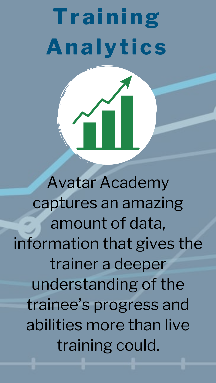 Training
Analytics
Avatar Academy
captures an amazing
amount of data,
information that gives the
trainer a deeper
understanding of the
trainee's progress and
abilities more than live
training could.